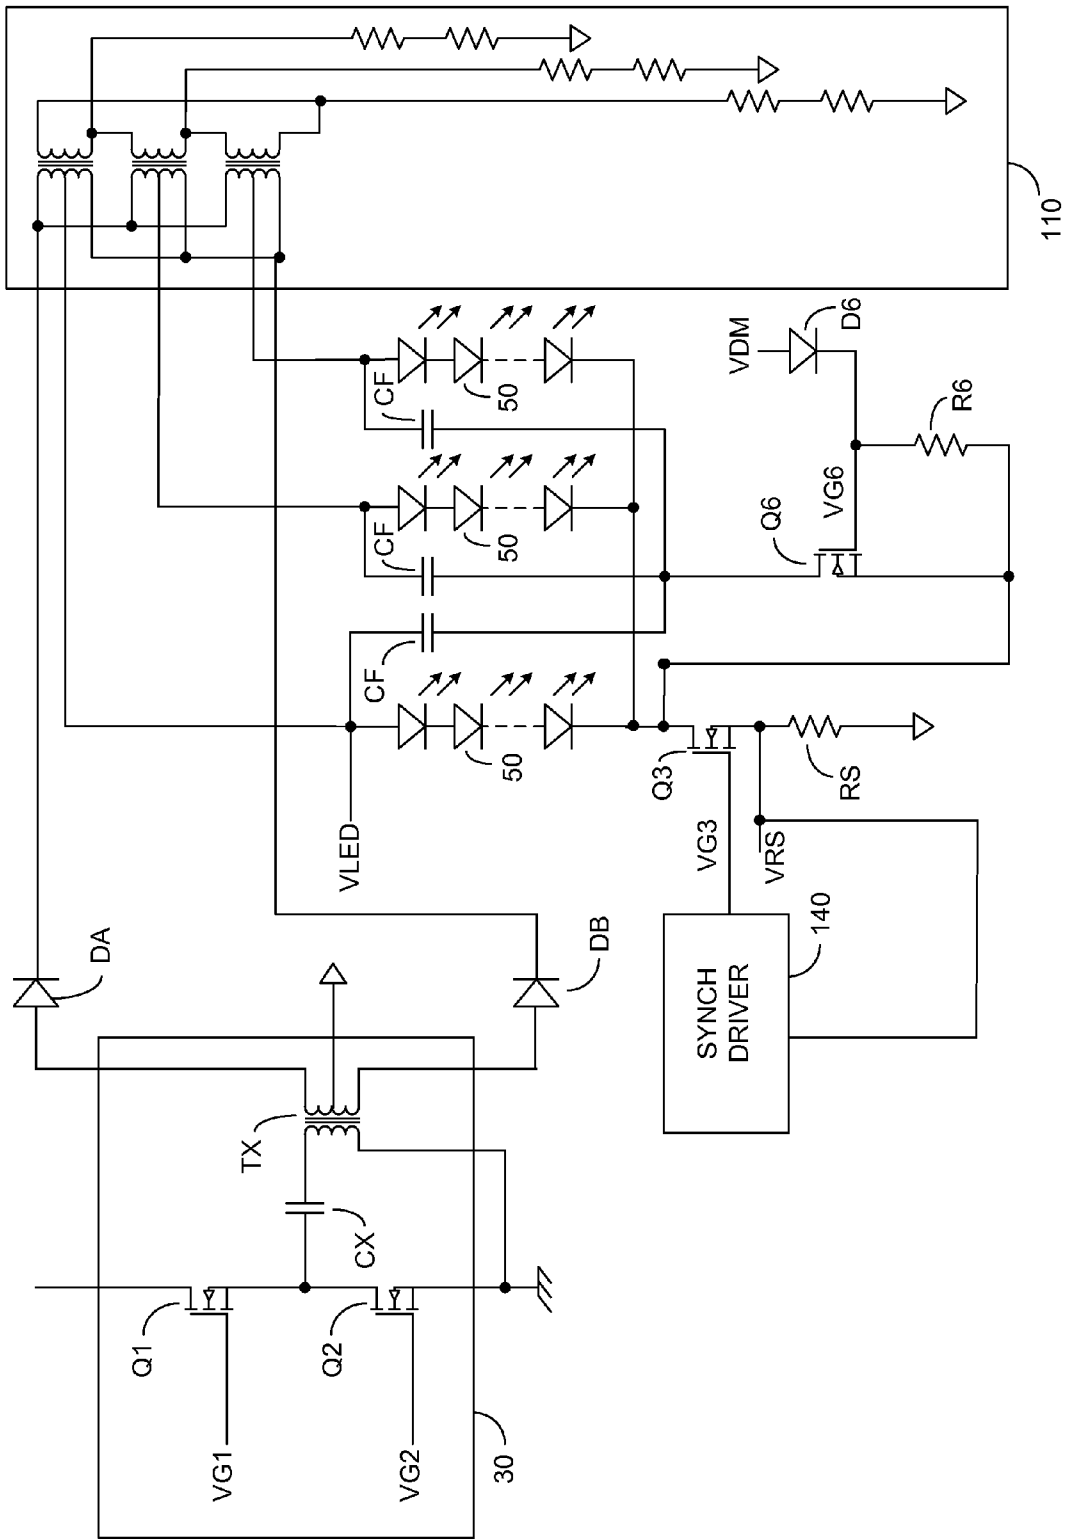 110
VDM
D6
CF
50
R6
VG6
Q6
CF
50
CF
50
Q3
RS
VLED
VG3
VRS
DA
DB
140
SYNCH
DRIVER
TX
CX
Q1
Q2
VG1
VG2
30